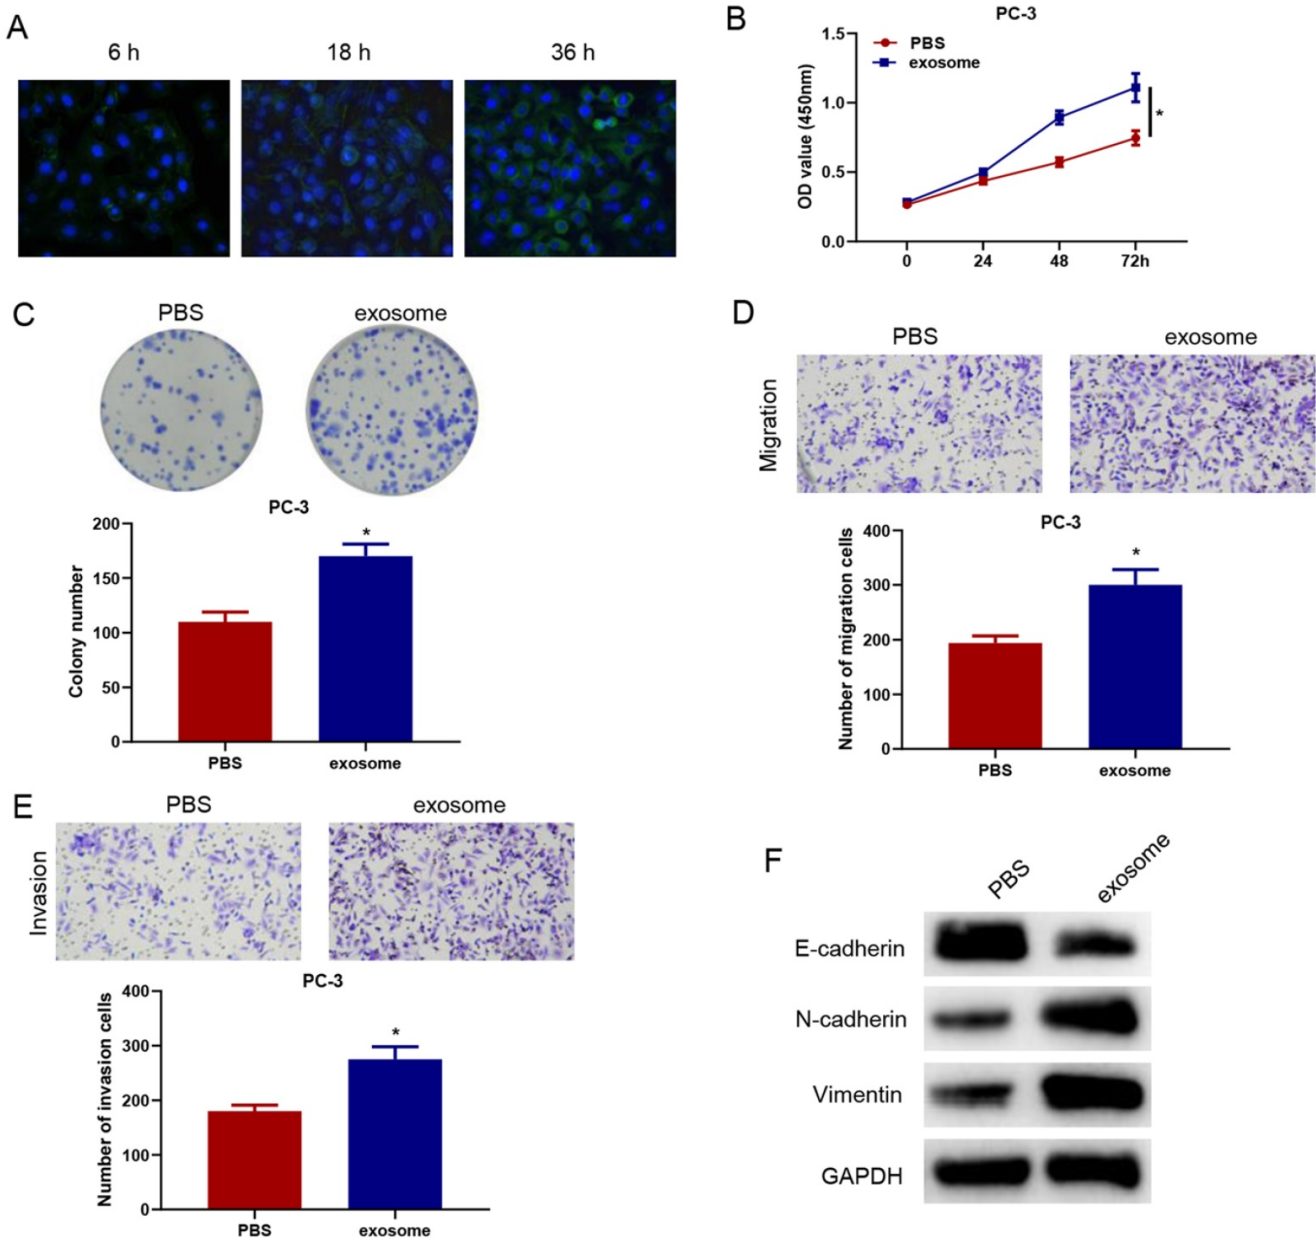 A
6 h 18 h 36 h
B
PC-3
PBS
exosome
OD value (450nm)
1.5
1.0
0.5
0.0
0 24 48 72h
*
C
PBS exosome
PC-3
Colony number
200
150
100
50
0
*
PBS exosome
D
PBS exosome
Migration
PC-3
Number of migration cells
400
300
200
100
0
*
PBS exosome
E
PBS exosome
Invasion
PC-3
Number of invasion cells
400
300
200
100
0
*
PBS exosome
F
PBS exosome
E-cadherin
N-cadherin
Vimentin
GAPDH